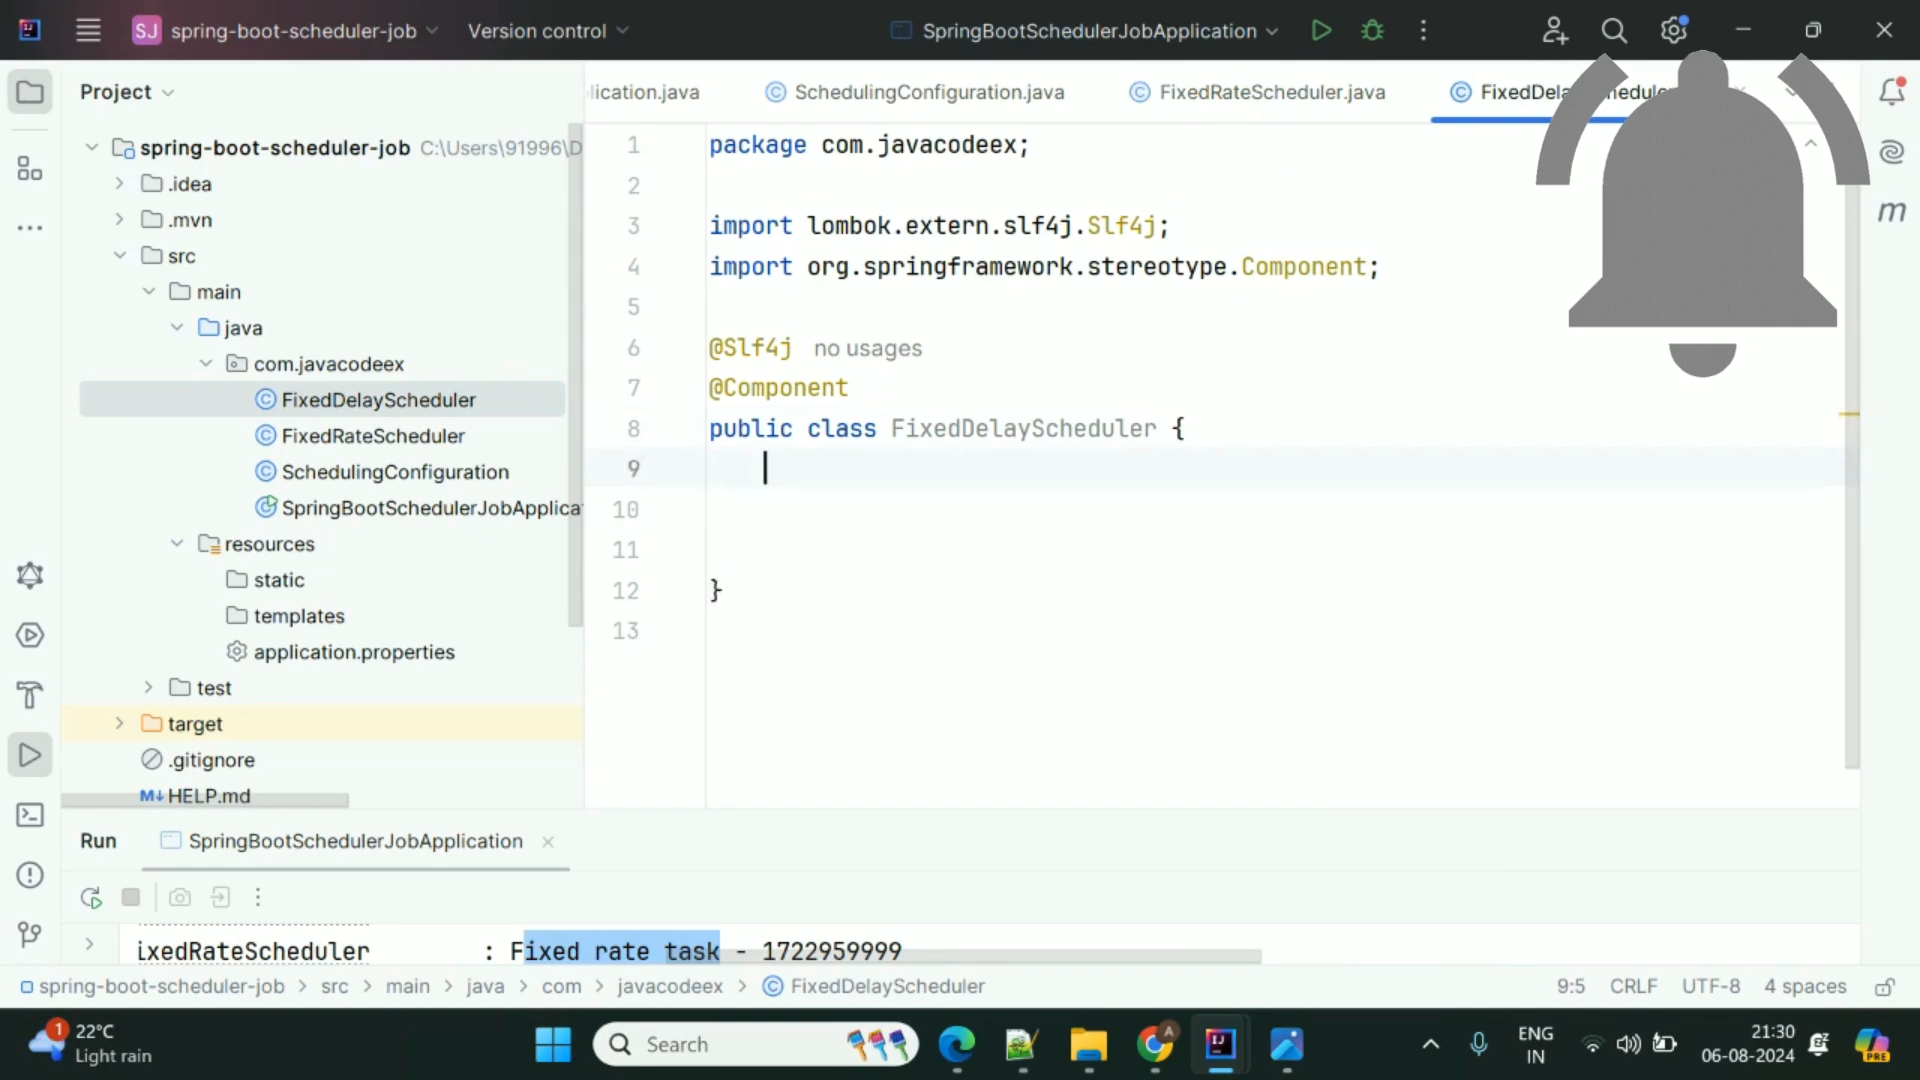 SJ spring-boot-scheduler-job Version control SpringBootSchedulerJobApplication
Project
lication.java SchedulingConfiguration.java FixedRateScheduler.java FixedDela
spring-boot-scheduler-job C:\Users\91996\D
.idea
.mvn
src
main
java
com.javacodeex
FixedDelayScheduler
FixedRateScheduler
SchedulingConfiguration
SpringBootSchedulerJobApplica
resources
static
templates
application.properties
test
target
.gitignore
M↓ HELP.md
1 package com.javacodeex;
2
3 import lombok.extern.slf4j.Slf4j;
4 import org.springframework.stereotype.Component;
5
6 @Slf4j no usages
7 @Component
8 public class FixedDelayScheduler {
9
10
11
12 }
13
m
Run SpringBootSchedulerJobApplication
ixedRateScheduler : Fixed rate task - 1722959999
spring-boot-scheduler-job > src > main > java > com > javacodeex > FixedDelayScheduler 9:5 CRLF UTF-8 4 spaces
1 22°C
Light rain
Search
A
ENG
IN
21:30
06-08-2024
PRE